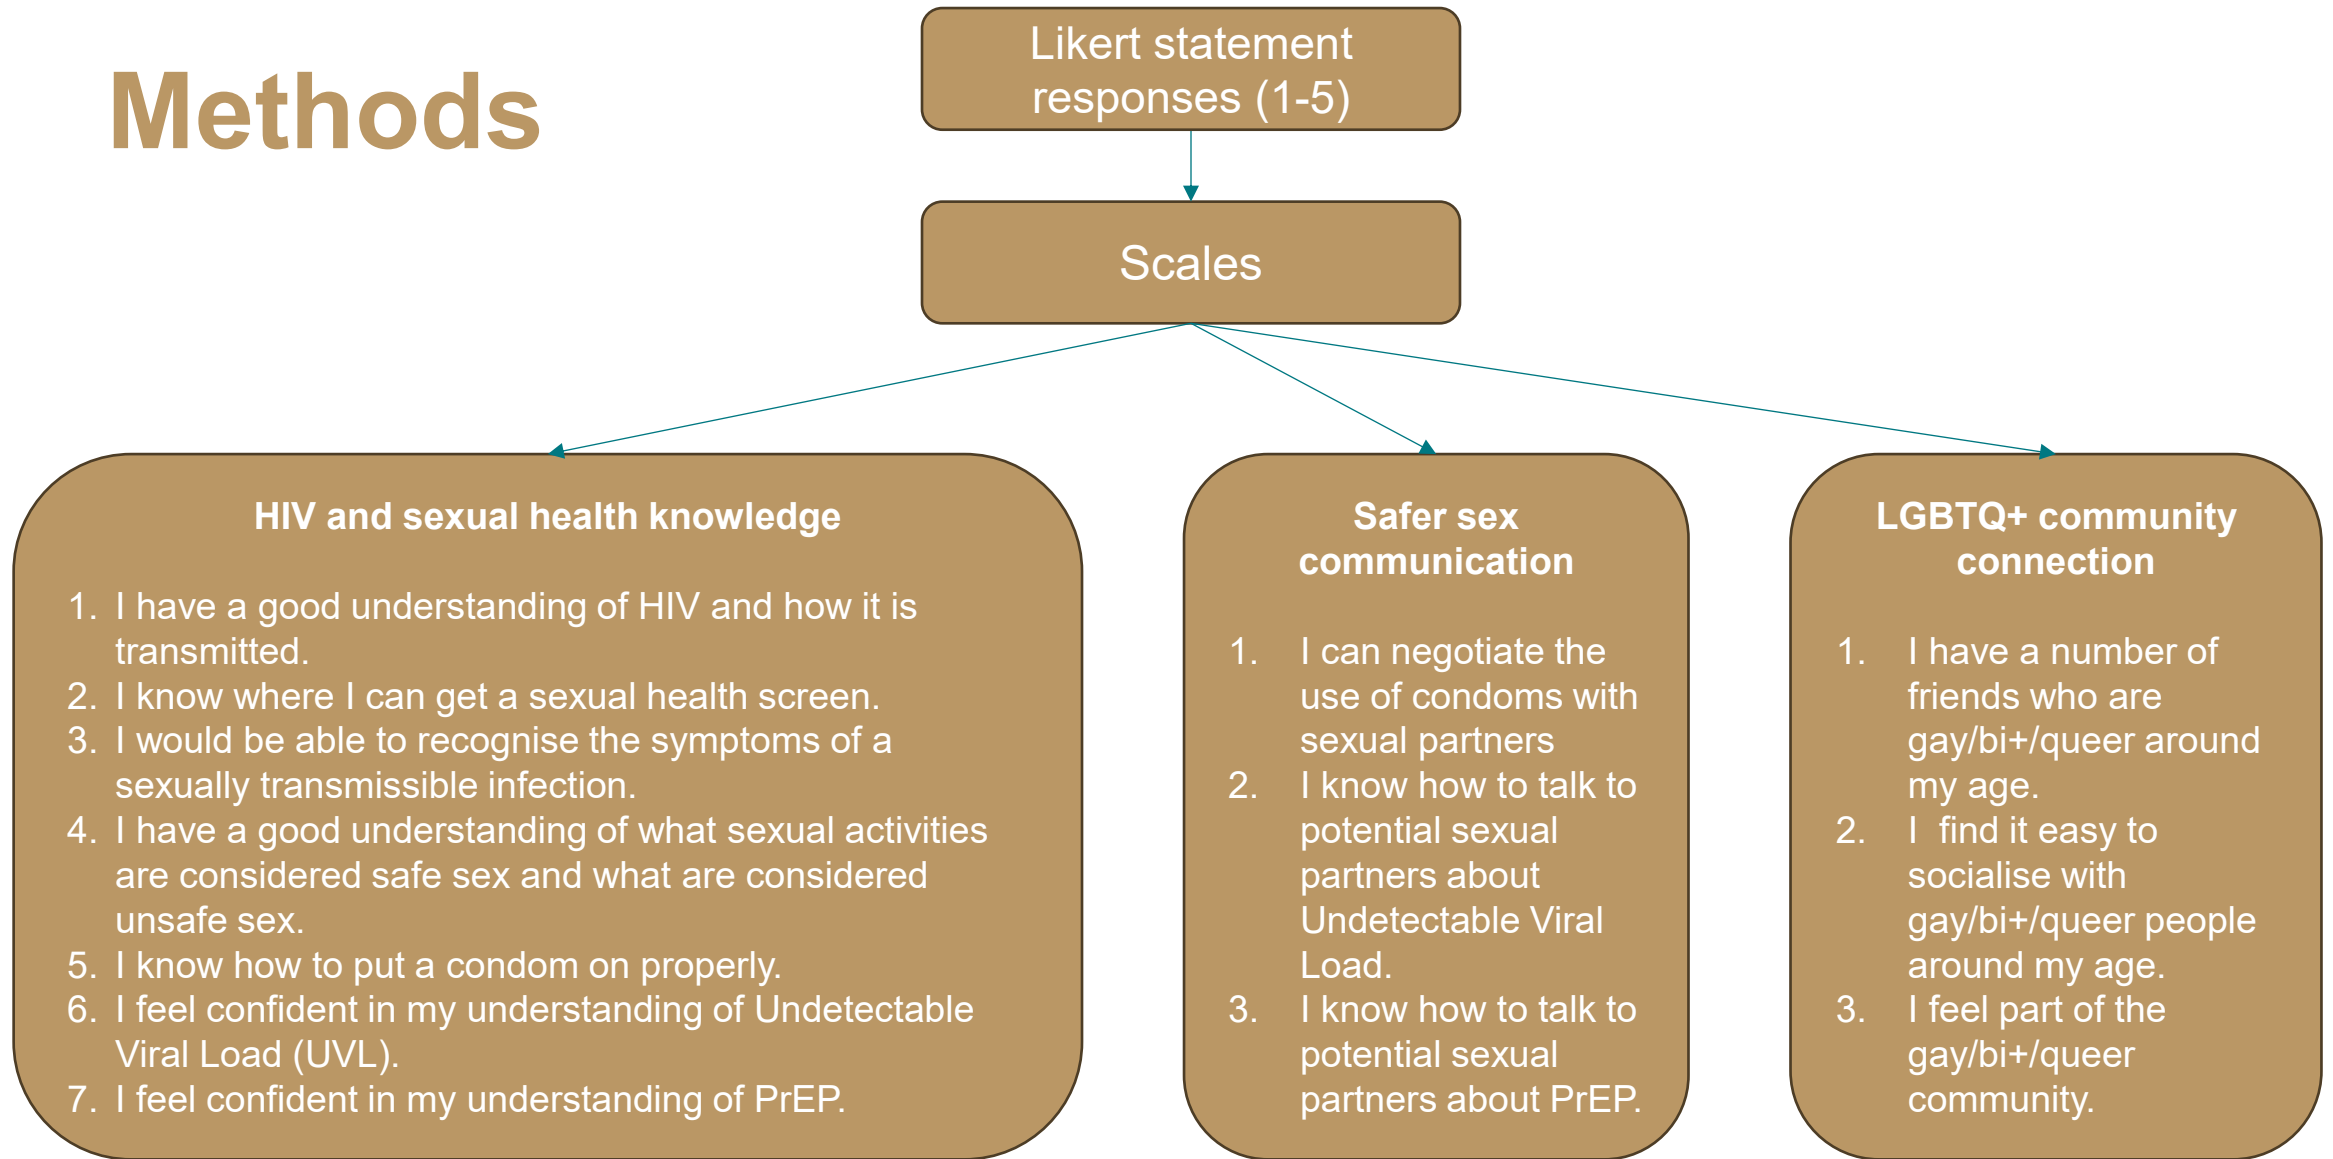 Methods
Likert statement
responses (1-5)
Scales
HIV and sexual health knowledge
1. I have a good understanding of HIV and how it is
transmitted.
2. I know where I can get a sexual health screen.
3. I would be able to recognise the symptoms of a
sexually transmissible infection.
4. I have a good understanding of what sexual activities
are considered safe sex and what are considered
unsafe sex.
5. I know how to put a condom on properly.
6. I feel confident in my understanding of Undetectable
Viral Load (UVL).
7. I feel confident in my understanding of PrEP.
Safer sex
communication
1. I can negotiate the
use of condoms with
sexual partners
2. I know how to talk to
potential sexual
partners about
Undetectable Viral
Load.
3. I know how to talk to
potential sexual
partners about PrEP.
LGBTQ+ community
connection
1. I have a number of
friends who are
gay/bi+/queer around
my age.
2. I  find it easy to
socialise with
gay/bi+/queer people
around my age.
3. I feel part of the
gay/bi+/queer
community.